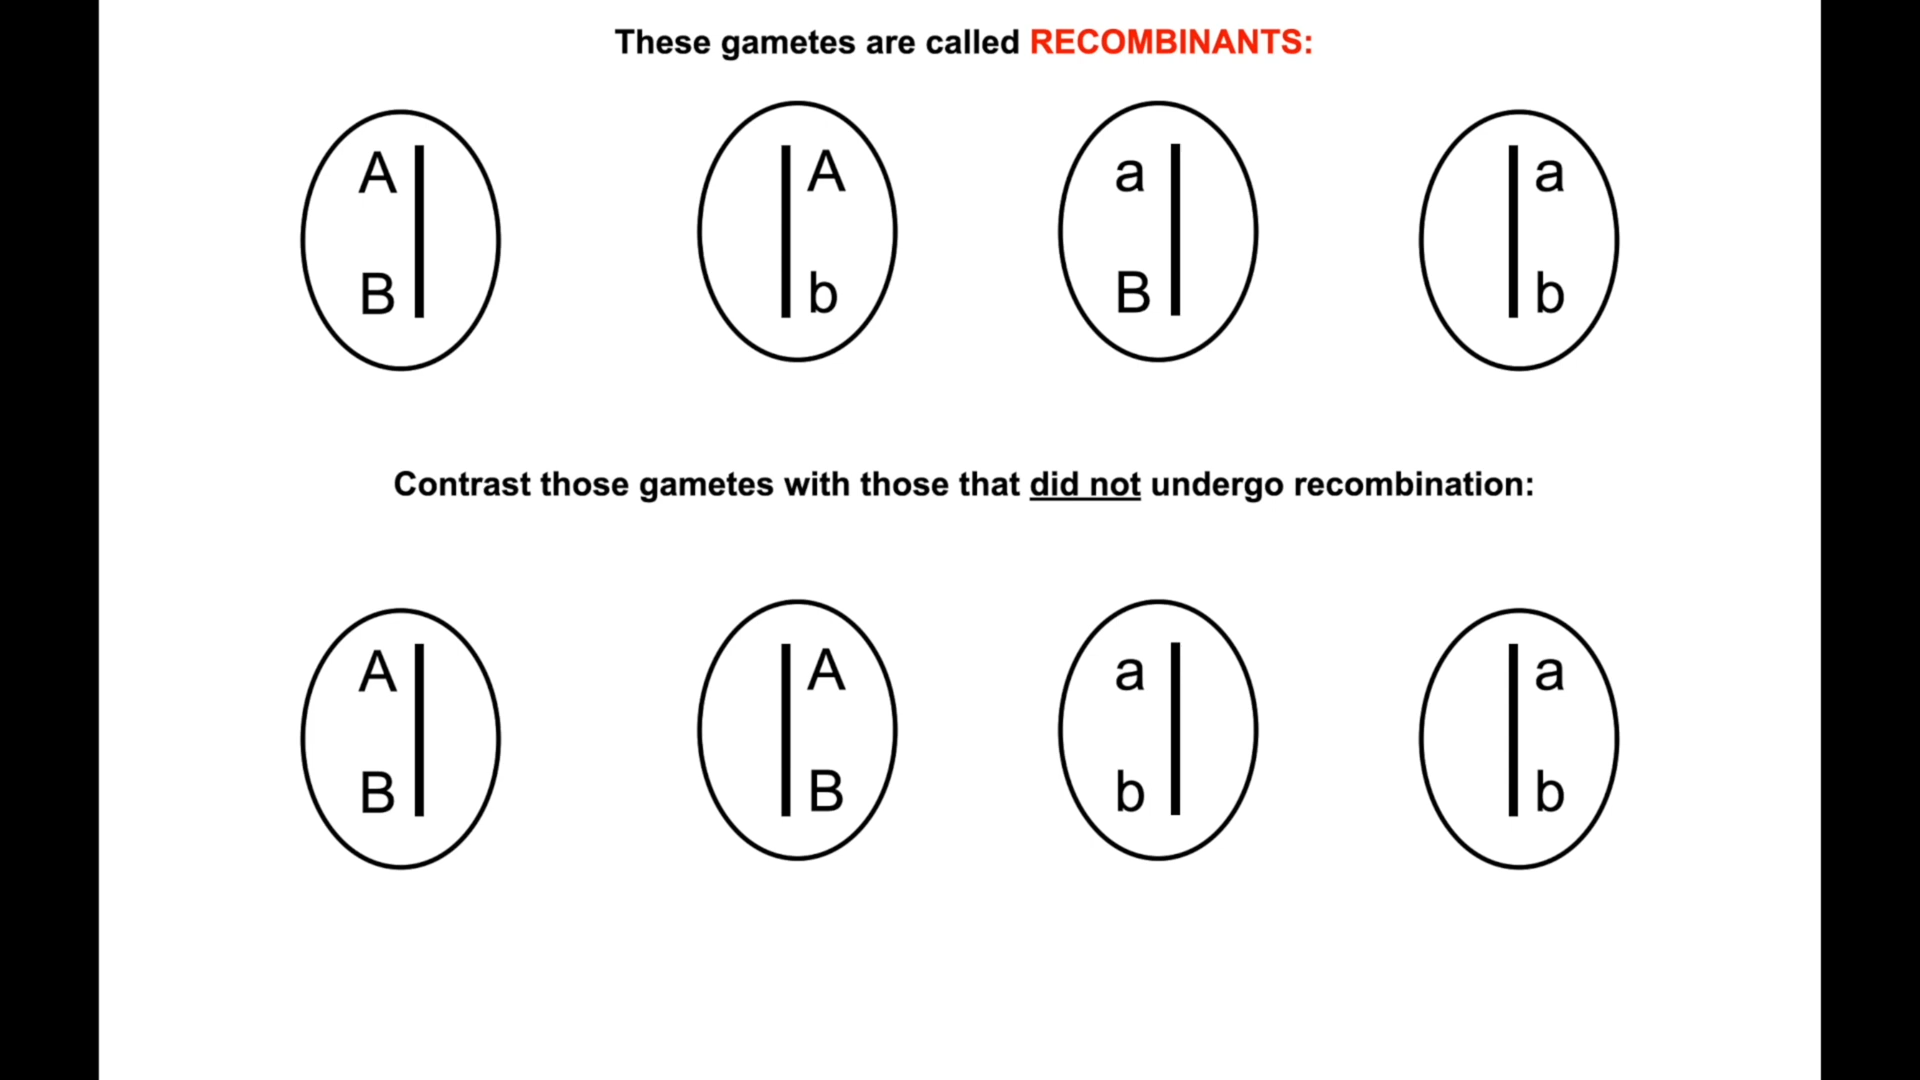 These gametes are called RECOMBINANTS:
A A a a
B b B b
Contrast those gametes with those that did not undergo recombination:
A A a a
B B b b